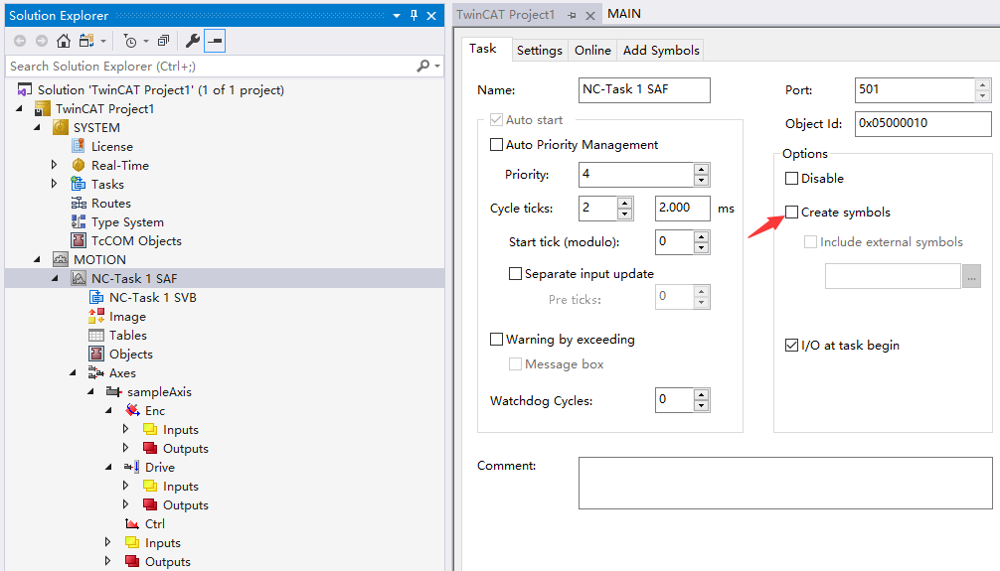 Solution Explorer
Search Solution Explorer (Ctrl+;)
Solution 'TwinCAT Project1' (1 of 1 project)
TwinCAT Project1
SYSTEM
License
Real-Time
Tasks
Routes
Type System
TcCOM Objects
MOTION
NC-Task 1 SAF
NC-Task 1 SVB
Image
Tables
Objects
Axes
sampleAxis
Enc
Inputs
Outputs
Drive
Inputs
Outputs
Ctrl
Inputs
Outputs
TwinCAT Project1 MAIN
Task Settings Online Add Symbols
Name: NC-Task 1 SAF
Auto start
Auto Priority Management
Priority: 4
Cycle ticks: 2 2.000 ms
Start tick (modulo): 0
Separate input update
Pre ticks: 0
Warning by exceeding
Message box
Watchdog Cycles: 0
Port: 501
Object Id: 0x05000010
Options
Disable
Create symbols
Include external symbols
...
I/O at task begin
Comment: